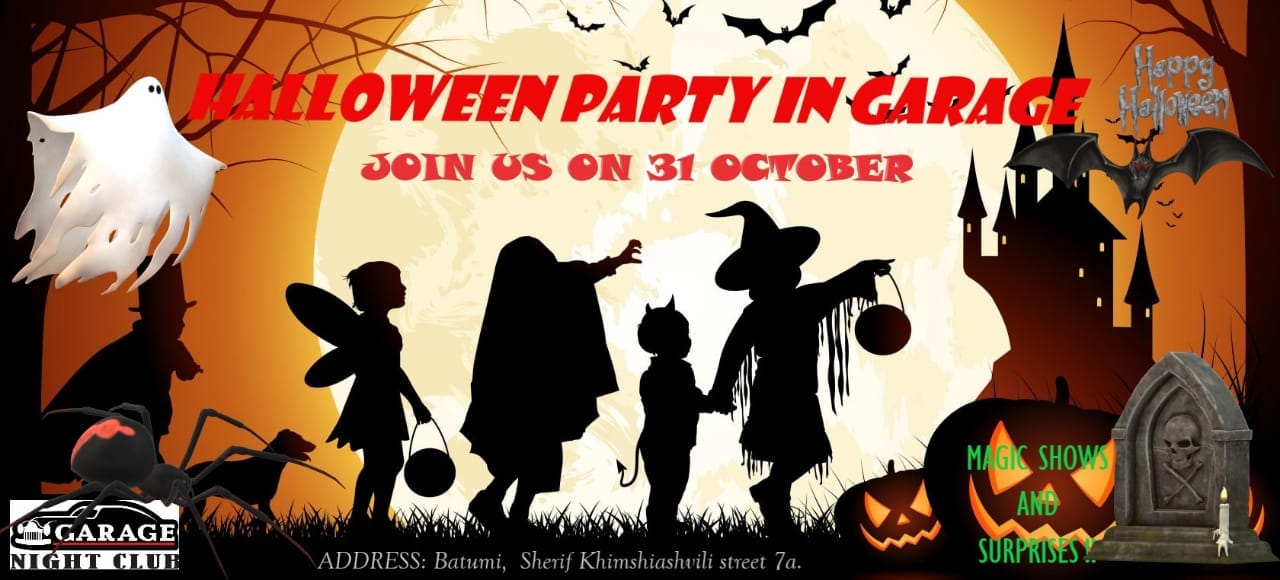 HALLOWEEN PARTY IN GARAGE
JOIN US ON 31 OCTOBER
Happy
Halloween
MAGIC SHOWS
AND
SURPRISES!!
GARAGE
NIGHT CLUB
ADDRESS: Batumi, Sherif Khimshiashvili street 7a.